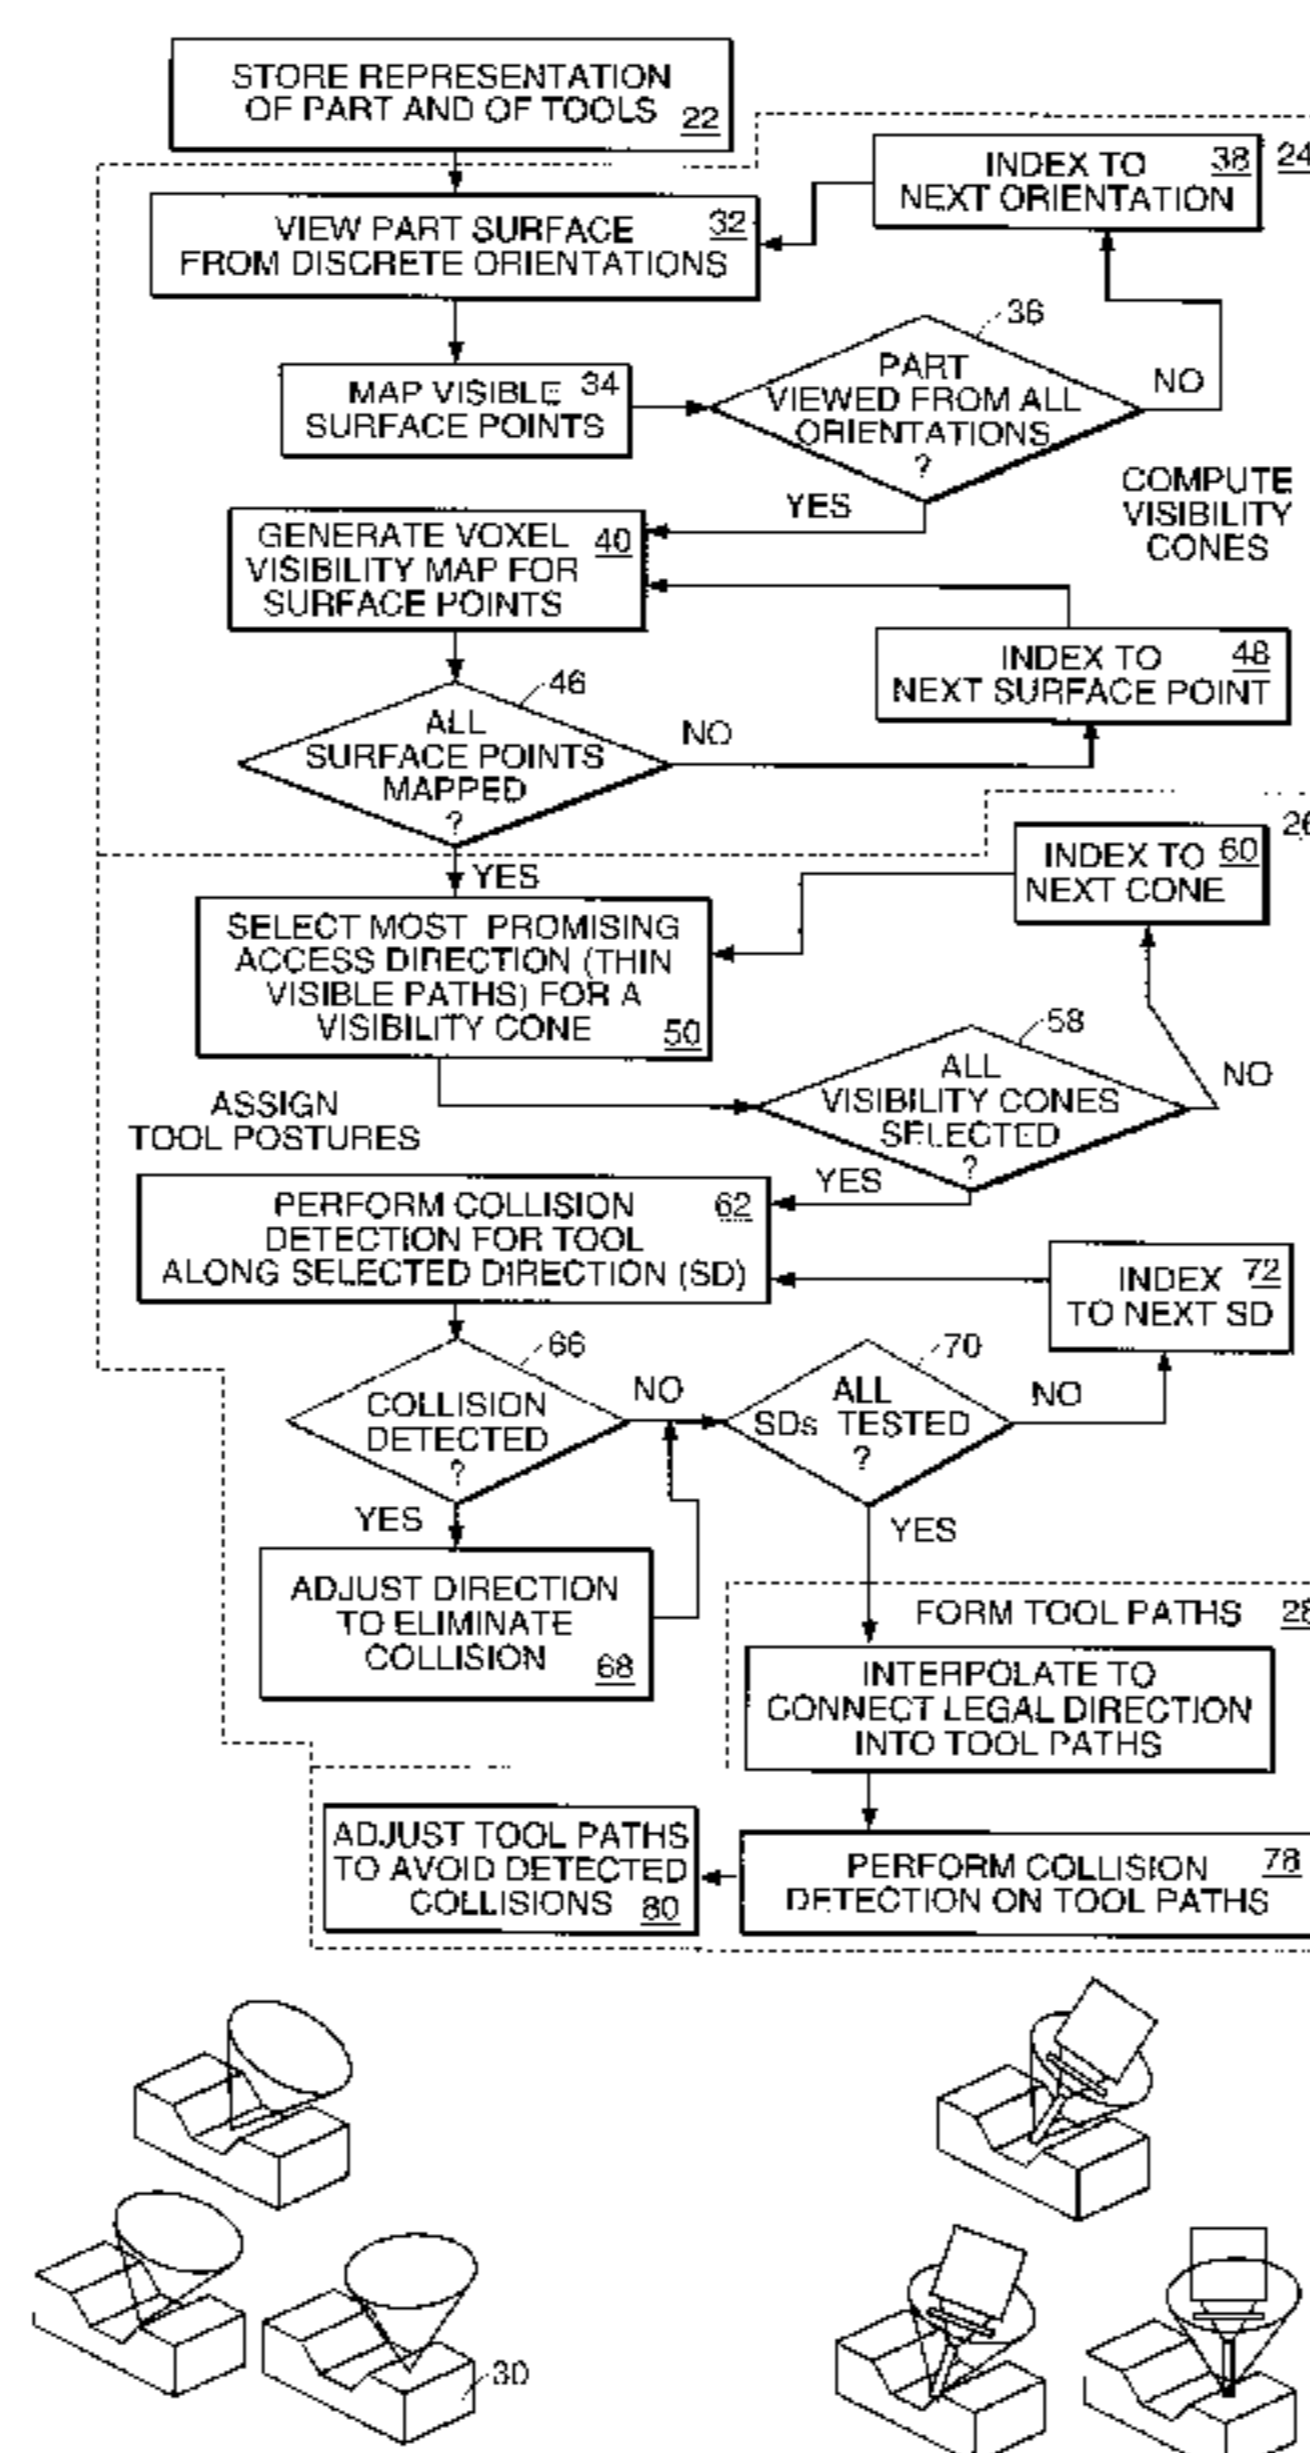 STORE REPRESENTATION
OF PART AND OF TOOLS 22
INDEX TO 38
NEXT ORIENTATION
24
VIEW PART SURFACE 32
FROM DISCRETE ORIENTATIONS
36
MAP VISIBLE 34
SURFACE POINTS
PART
VIEWED FROM ALL
ORIENTATIONS
?
NO
YES
COMPUTE
VISIBILITY
CONES
GENERATE VOXEL 40
VISIBILITY MAP FOR
SURFACE POINTS
INDEX TO 48
NEXT SURFACE POINT
46
ALL
SURFACE POINTS
MAPPED
?
NO
26
INDEX TO 60
NEXT CONE
YES
SELECT MOST PROMISING
ACCESS DIRECTION (THIN
VISIBLE PATHS) FOR A
VISIBILITY CONE 50
58
ALL
VISIBILITY CONES
SELECTED
?
NO
ASSIGN
TOOL POSTURES
YES
PERFORM COLLISION 62
DETECTION FOR TOOL
ALONG SELECTED DIRECTION (SD)
INDEX 72
TO NEXT SD
66
COLLISION
DETECTED
?
NO
70
ALL
SDs TESTED
?
NO
YES
YES
ADJUST DIRECTION
TO ELIMINATE
COLLISION 68
FORM TOOL PATHS 28
INTERPOLATE TO
CONNECT LEGAL DIRECTION
INTO TOOL PATHS
ADJUST TOOL PATHS
TO AVOID DETECTED
COLLISIONS 80
PERFORM COLLISION 78
DETECTION ON TOOL PATHS
30